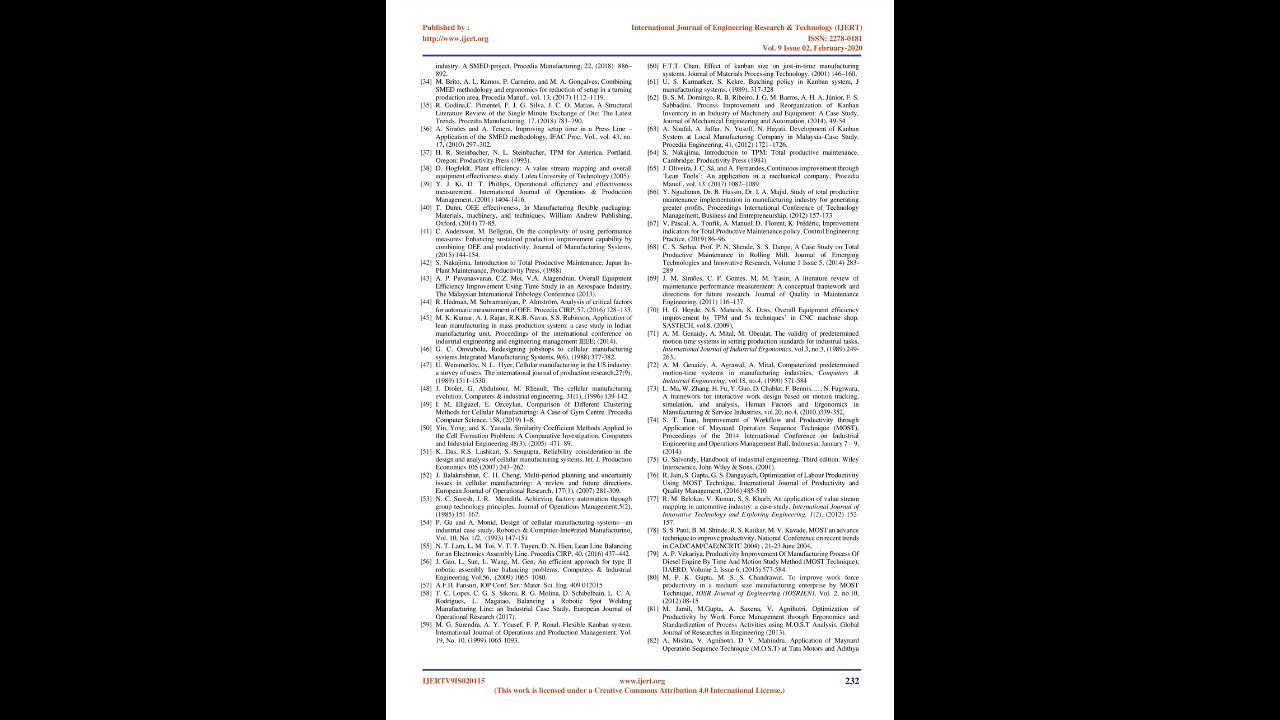 Published by :
International Journal of Engineering Research & Technology (IJERT)
http://www.ijert.org
ISSN: 2278-0181
Vol. 9 Issue 02, February-2020
industry. A SMED project. Procedia Manufacturing, 22, (2018) 886–
892.
[34] M. Brito, A. L. Ramos, P. Carneiro, and M. A. Gonçalves, Combining
SMED methodology and ergonomics for reduction of setup in a turning
production area, Procedia Manuf., vol. 13, (2017) 1112–1119.
[35] R. Godina,C. Pimentel, F. J. G. Silva, J. C. O. Matias, A Structural
Literature Review of the Single Minute Exchange of Die: The Latest
Trends. Procedia Manufacturing, 17, (2018) 783–790.
[36] A. Simões and A. Tenera, Improving setup time in a Press Line –
Application of the SMED methodology, IFAC Proc. Vol., vol. 43, no.
17, (2010) 297–302.
[37] H. R. Steinbacher, N. L. Steinbacher, TPM for America. Portland,
Oregon: Productivity Press (1993).
[38] D. Hogfeldt, Plant efficiency: A value stream mapping and overall
equipment effectiveness study, Lulea University of Technology (2005).
[39] Y. J. Ki, D. T. Phillips, Operational efficiency and effectiveness
measurement. International Journal of Operations & Production
Management, (2001) 1404-1416.
[40] T. Dunn, OEE effectiveness. In Manufacturing flexible packaging:
Materials, machinery, and techniques, William Andrew Publishing,
Oxford, (2014) 77-85.
[41] C. Andersson, M. Bellgran, On the complexity of using performance
measures: Enhancing sustained production improvement capability by
combining OEE and productivity. Journal of Manufacturing Systems,
(2015) 144-154.
[42] S. Nakajima, Introduction to Total Productive Maintenance, Japan In-
Plant Maintenance, Productivity Press, (1988)
[43] A. P. Puvanasvaran, C.Z. Mei, V.A. Alagendran, Overall Equipment
Efficiency Improvement Using Time Study in an Aerospace Industry,
The Malaysian International Tribology Conference (2013).
[44] R. Hedman, M. Subramaniyan, P. Almström, Analysis of critical factors
for automatic measurement of OEE. Procedia CIRP, 57, (2016) 128–133.
[45] M. K. Kumar, A. J. Rajan, R.K.B. Navas, S.S. Rubinson, Application of
lean manufacturing in mass production system: a case study in Indian
manufacturing unit, Proceedings of the international conference on
industrial engineering and engineering management IEEE; (2014).
[46] G. C. Onwubolu, Redesigning jobshops to cellular manufacturing
systems.Integrated Manufacturing Systems, 9(6), (1988) 377-382.
[47] U. Wemmerlöv, N. L. Hyer, Cellular manufacturing in the US industry:
a survey of users. The international journal of production research,27(9),
(1989) 1511-1530.
[48] J. Drolet, G. Abdulnour, M. Rheault, The cellular manufacturing
evolution, Computers & industrial engineering, 31(1), (1996) 139-142.
[49] I. M. Eliguzel, E. Ozceylan, Comparison of Different Clustering
Methods for Cellular Manufacturing: A Case of Gym Centre. Procedia
Computer Science, 158, (2019) 1–8.
[50] Yin, Yong, and K. Yasuda, Similarity Coefficient Methods Applied to
the Cell Formation Problem: A Comparative Investigation. Computers
and Industrial Engineering 48(3): (2005) 471–89.
[51] K. Das, R.S. Lashkari, S. Sengupta, Reliability consideration in the
design and analysis of cellular manufacturing systems, Int. J. Production
Economics 105 (2007) 243–262.
[52] J. Balakrishnan, C. H. Cheng, Multi-period planning and uncertainty
issues in cellular manufacturing: A review and future directions.
European Journal of Operational Research, 177(1), (2007) 281-309.
[53] N. C. Suresh, J. R. Meredith, Achieving factory automation through
group technology principles. Journal of Operations Management,5(2),
(1985) 151-167.
[54] P. Gu and A. Monid, Design of cellular manufacturing systems—an
industrial case study, Robotics & Computer-Inte#rated Manufacturino,
Vol. 10, No. 1/2, (1993) 147-151
[55] N. T. Lam, L. M. Toi, V. T. T. Tuyen, D. N. Hien, Lean Line Balancing
for an Electronics Assembly Line. Procedia CIRP, 40, (2016) 437–442.
[56] J. Gao, L. Sun, L. Wang, M. Gen, An efficient approach for type II
robotic assembly line balancing problems, Computers & Industrial
Engineering Vol.56, (2009) 1065–1080.
[57] A.F.H. Fansuri, IOP Conf. Ser.: Mater. Sci. Eng. 409 012015
[58] T. C. Lopes, C. G. S. Sikora, R. G. Molina, D. Schibelbain, L. C. A.
Rodrigues, L. Magatao, Balancing a Robotic Spot Welding
Manufacturing Line: an Industrial Case Study, European Journal of
Operational Research (2017).
[59] M. G. Surendra, A. Y. Yousef, F. P. Ronal, Flexible Kanban system.
International Journal of Operations and Production Management. Vol.
19, No. 10, (1999) 1065-1093.
[60] F.T.T. Chan, Effect of kanban size on just-in-time manufacturing
systems. Journal of Materials Processing Technology, (2001) 146–160.
[61] U. S. Karmarker, S. Kekre, Batching policy in Kanban system, J
manufacturing systems, (1989), 317-328
[62] B. S. M. Domingo, R. B. Ribeiro, J. G. M. Barros, A. H. A. Júnior, F. S.
Sabbadini, Process Improvement and Reorganization of Kanban
Inventory in an Industry of Machinery and Equipment: A Case Study,
Journal of Mechanical Engineering and Automation, (2014), 49-54
[63] A. Naufal, A. Jaffar, N. Yusoff, N. Hayati, Development of Kanban
System at Local Manufacturing Company in Malaysia–Case Study.
Procedia Engineering, 41, (2012) 1721–1726.
[64] S. Nakajima, Introduction to TPM: Total productive maintenance.
Cambridge: Productivity Press (1984)
[65] J. Oliveira, J. C. Sá, and A. Fernandes, Continuous improvement through
'Lean Tools': An application in a mechanical company, Procedia
Manuf., vol. 13, (2017) 1082–1089
[66] Y. Ngadiman, Dr. B. Hussin, Dr. I. A. Majid, Study of total productive
maintenance implementation in manufacturing industry for generating
greater profits, Proceedings International Conference of Technology
Management, Business and Entrepreneurship, (2012) 157-173
[67] V. Pascal, A. Toufik, A. Manuel, D. Florent, K. Frédéric, Improvement
indicators for Total Productive Maintenance policy. Control Engineering
Practice, (2019) 86–96.
[68] C. S. Sethia, Prof. P. N. Shende, S. S. Dange, A Case Study on Total
Productive Maintenance in Rolling Mill, Journal of Emerging
Technologies and Innovative Research, Volume 1 Issue 5, (2014) 283-
289
[69] J. M. Simões, C. F. Gomes, M. M. Yasin, A literature review of
maintenance performance measurement: A conceptual framework and
directions for future research. Journal of Quality in Maintenance
Engineering, (2011) 116–137.
[70] H. G. Hegde, N.S. Mahesh, K. Doss, Overall Equipment efficiency
improvement by TPM and 5s techniques' in CNC machine shop,
SASTECH, vol.8, (2009).
[71] A. M. Genaidy, A. Mital, M. Obeidat, The validity of predetermined
motion time systems in setting production standards for industrial tasks,
International Journal of Industrial Ergonomics, vol.3, no.3, (1989) 249-
263,.
[72] A. M. Genaidy, A. Agrawal, A. Mital, Computerized predetermined
motion-time systems in manufacturing industries, Computers &
Industrial Engineering, vol.18, no.4, (1990) 571-584
[73] L. Ma, W. Zhang, H. Fu, Y. Guo, D. Chablat, F. Bennis,… , N. Fugiwara,
A framework for interactive work design based on motion tracking,
simulation, and analysis, Human Factors and Ergonomics in
Manufacturing & Service Industries, vol.20, no.4, (2010,)339-352,
[74] S. T. Tuan, Improvement of Workflow and Productivity through
Application of Maynard Operation Sequence Technique (MOST),
Proceedings of the 2014 International Conference on Industrial
Engineering and Operations Management Bali, Indonesia, January 7 – 9,
(2014).
[75] G. Salvendy, Handbook of industrial engineering, Third edition, Wiley
Interscience, John Wiley & Sons, (2001).
[76] R. Jain, S. Gupta, G. S. Dangayach, Optimization of Labour Productivity
Using MOST Technique, International Journal of Productivity and
Quality Management, (2016) 485-510
[77] R. M. Belokar, V. Kumar, S. S. Kharb, An application of value stream
mapping in automotive industry: a case study. International Journal of
Innovative Technology and Exploring Engineering, 1(2), (2012) 152-
157.
[78] S. S. Patil, B. M. Shinde, R. S. Katikar, M. V. Kavade, MOST an advance
technique to improve productivity, National Conference on recent trends
in CAD/CAM/CAE(NCRTC 2004) , 21-23 June 2004,
[79] A. P. Vekariya, Productivity Improvement Of Manufacturing Process Of
Diesel Engine By Time And Motion Study Method (MOST Technique),
IJAERD, Volume 2, Issue 6, (2015) 577-584.
[80] M. P. K. Gupta, M. S. S. Chandrawat, To improve work force
productivity in a medium size manufacturing enterprise by MOST
Technique, IOSR Journal of Engineering (IOSRJEN), Vol. 2, no.10,
(2012) 08-15
[81] M. Jamil, M.Gupta, A. Saxena, V. Agnihotri, Optimization of
Productivity by Work Force Management through Ergonomics and
Standardization of Process Activities using M.O.S.T Analysis, Global
Journal of Researches in Engineering (2013).
[82] A. Mishra, V. Agnihotri, D. V. Mahindra, Application of Maynard
Operation Sequence Technique (M.O.S.T) at Tata Motors and Adithya
IJERTV9IS020115
www.ijert.org
232
(This work is licensed under a Creative Commons Attribution 4.0 International License.)